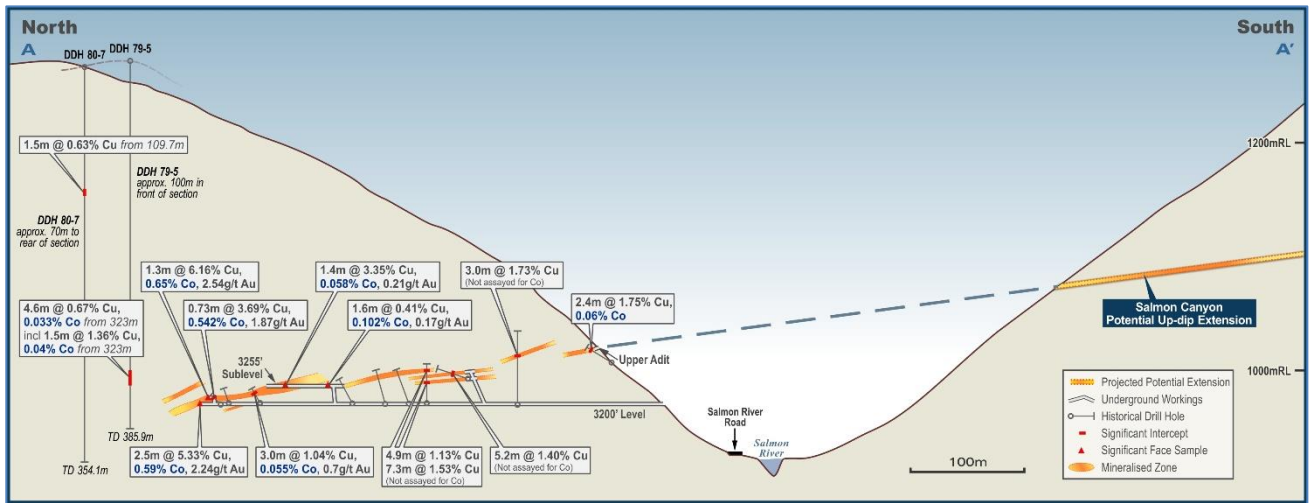 North
A
South
A'
DDH 80-7
DDH 79-5
1.5m @ 0.63% Cu from 109.7m
DDH 79-5
approx. 100m in
front of section
DDH 80-7
approx. 70m to
rear of section
1200mRL
1.3m @ 6.16% Cu,
0.65% Co, 2.54g/t Au
1.4m @ 3.35% Cu,
0.058% Co, 0.21g/t Au
3.0m @ 1.73% Cu
(Not assayed for Co)
4.6m @ 0.67% Cu,
0.033% Co from 323m
incl 1.5m @ 1.36% Cu,
0.04% Co from 323m
0.73m @ 3.69% Cu,
0.542% Co, 1.87g/t Au
1.6m @ 0.41% Cu,
0.102% Co, 0.17g/t Au
2.4m @ 1.75% Cu,
0.06% Co
Salmon Canyon
Potential Up-dip Extension
3255'
Sublevel
Upper Adit
1000mRL
3200' Level
TD 385.9m
TD 354.1m
2.5m @ 5.33% Cu,
0.59% Co, 2.24g/t Au
3.0m @ 1.04% Cu,
0.055% Co, 0.7g/t Au
4.9m @ 1.13% Cu
7.3m @ 1.53% Cu
(Not assayed for Co)
5.2m @ 1.40% Cu
(Not assayed for Co)
Salmon River
Road
Salmon
River
100m
Projected Potential Extension
Underground Workings
Historical Drill Hole
Significant Intercept
Significant Face Sample
Mineralised Zone